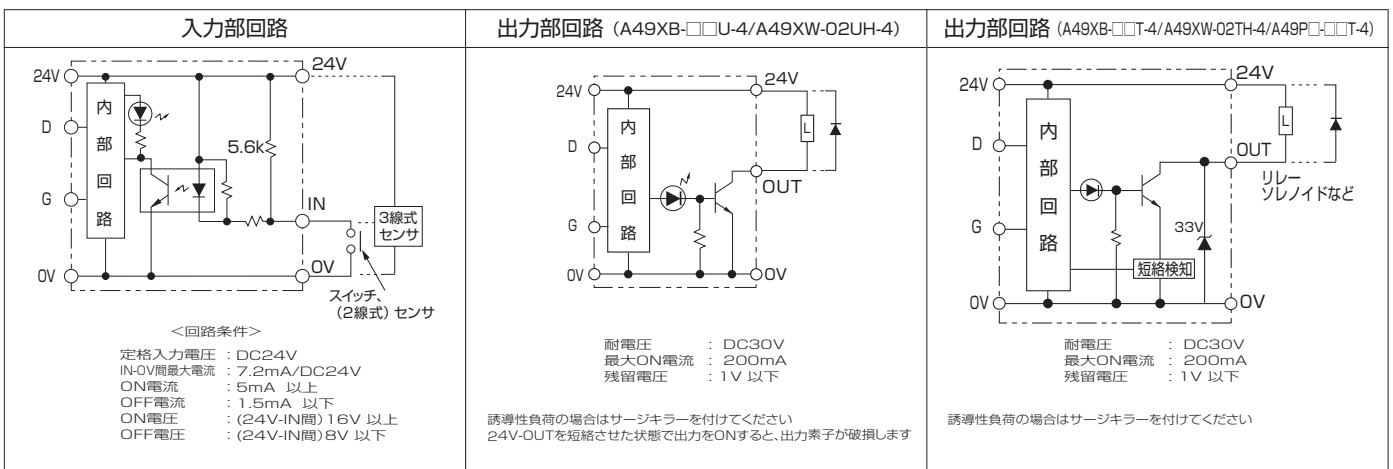 入力部回路
24V
24V
内部回路
D
5.6k
G
IN
3線式
センサ
0V
0V
スイッチ、
(2線式) センサ
<回路条件>
定格入力電圧 : DC24V
IN-0V間最大電流 : 7.2mA/DC24V
ON電流 : 5mA 以上
OFF電流 : 1.5mA 以下
ON電圧 : (24V-IN間)16V 以上
OFF電圧 : (24V-IN間)8V 以下
出力部回路 (A49XB-□□U-4/A49XW-02UH-4)
24V
24V
内部回路
L
D
OUT
G
0V
0V
耐電圧 : DC30V
最大ON電流 : 200mA
残留電圧 : 1V 以下
誘導性負荷の場合はサージキラーを付けてください
24V-OUTを短絡させた状態で出力をONすると、出力素子が破損します
出力部回路 (A49XB-□□T-4/A49XW-02TH-4/A49P□-□□T-4)
24V
24V
内部回路
L
D
OUT
リレー
ソレノイドなど
G
33V
短絡検知
0V
0V
耐電圧 : DC30V
最大ON電流 : 200mA
残留電圧 : 1V 以下
誘導性負荷の場合はサージキラーを付けてください